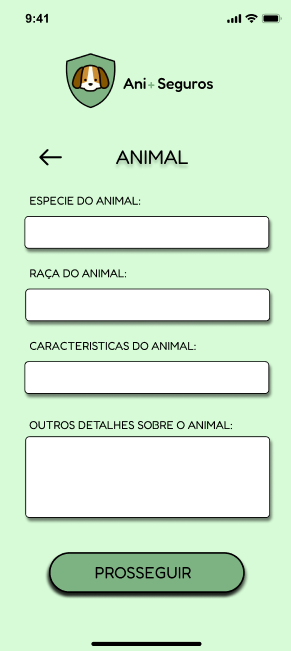 9:41
Ani+Seguros
ANIMAL
ESPECIE DO ANIMAL:
RAÇA DO ANIMAL:
CARACTERISTICAS DO ANIMAL:
OUTROS DETALHES SOBRE O ANIMAL:
PROSSEGUIR